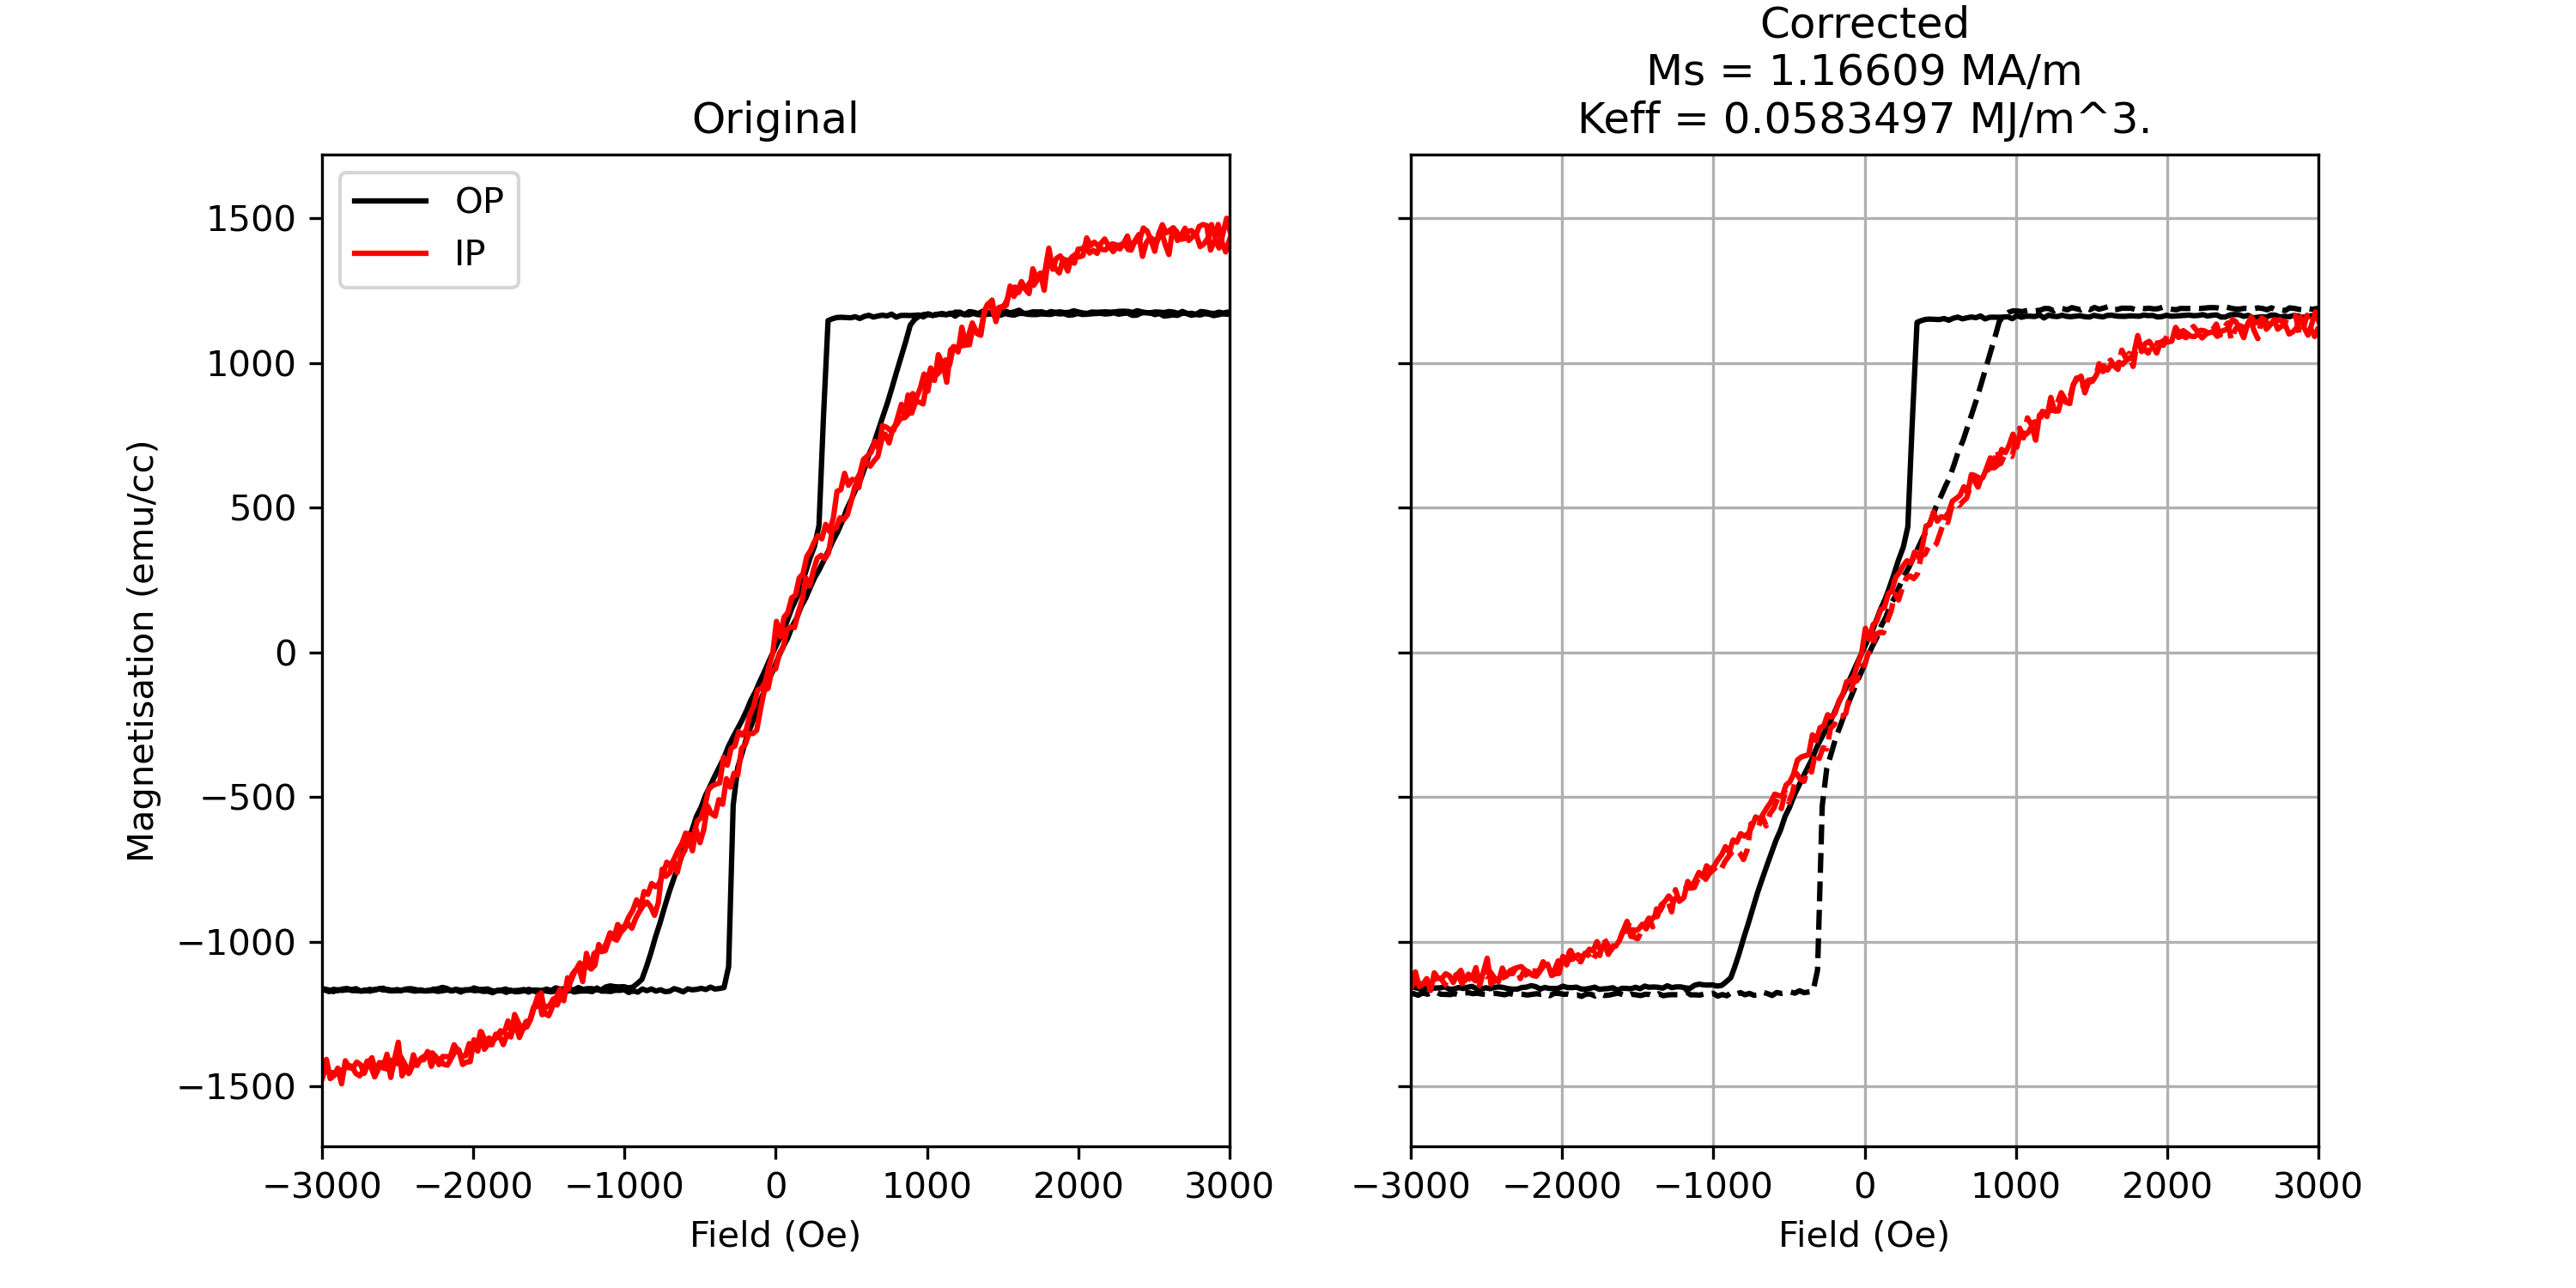 Original
OP
IP
1500
1000
500
0
−500
−1000
−1500
Magnetisation (emu/cc)
−3000 −2000 −1000 0 1000 2000 3000
Field (Oe)
Corrected
Ms = 1.16609 MA/m
Keff = 0.0583497 MJ/m^3.
−3000 −2000 −1000 0 1000 2000 3000
Field (Oe)